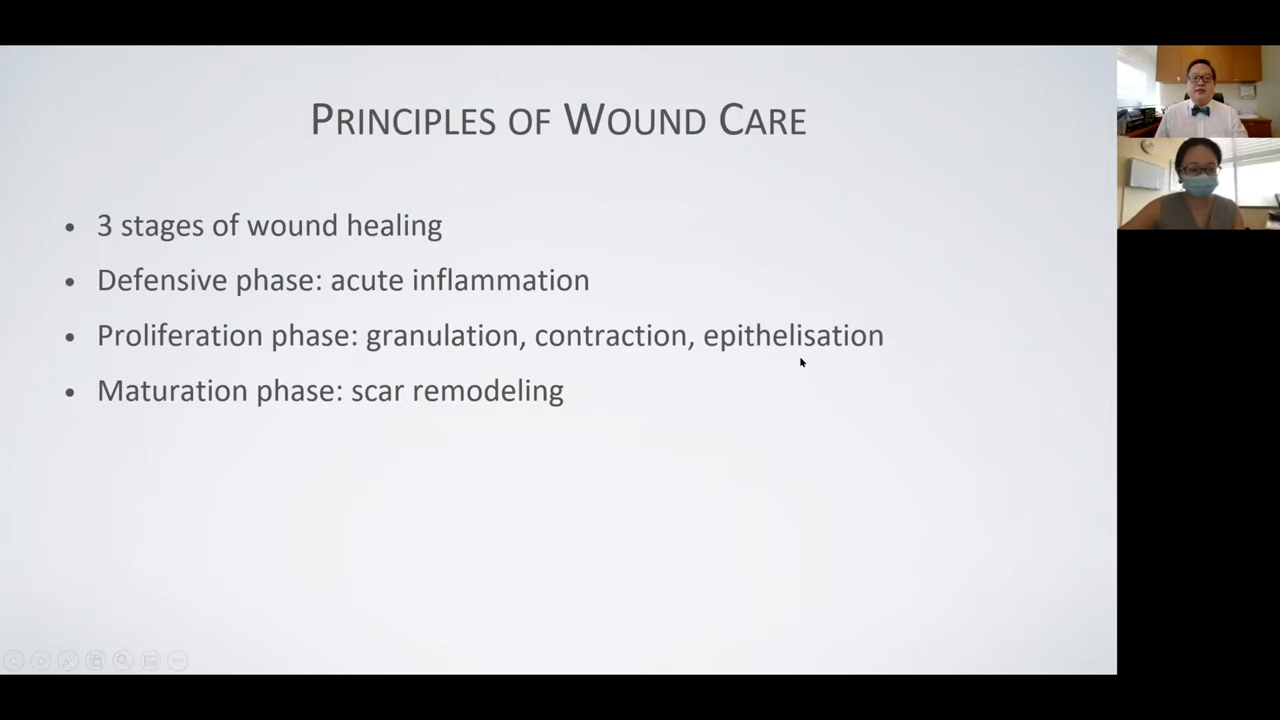 PRINCIPLES OF WOUND CARE
• 3 stages of wound healing
• Defensive phase: acute inflammation
• Proliferation phase: granulation, contraction, epithelisation
• Maturation phase: scar remodeling